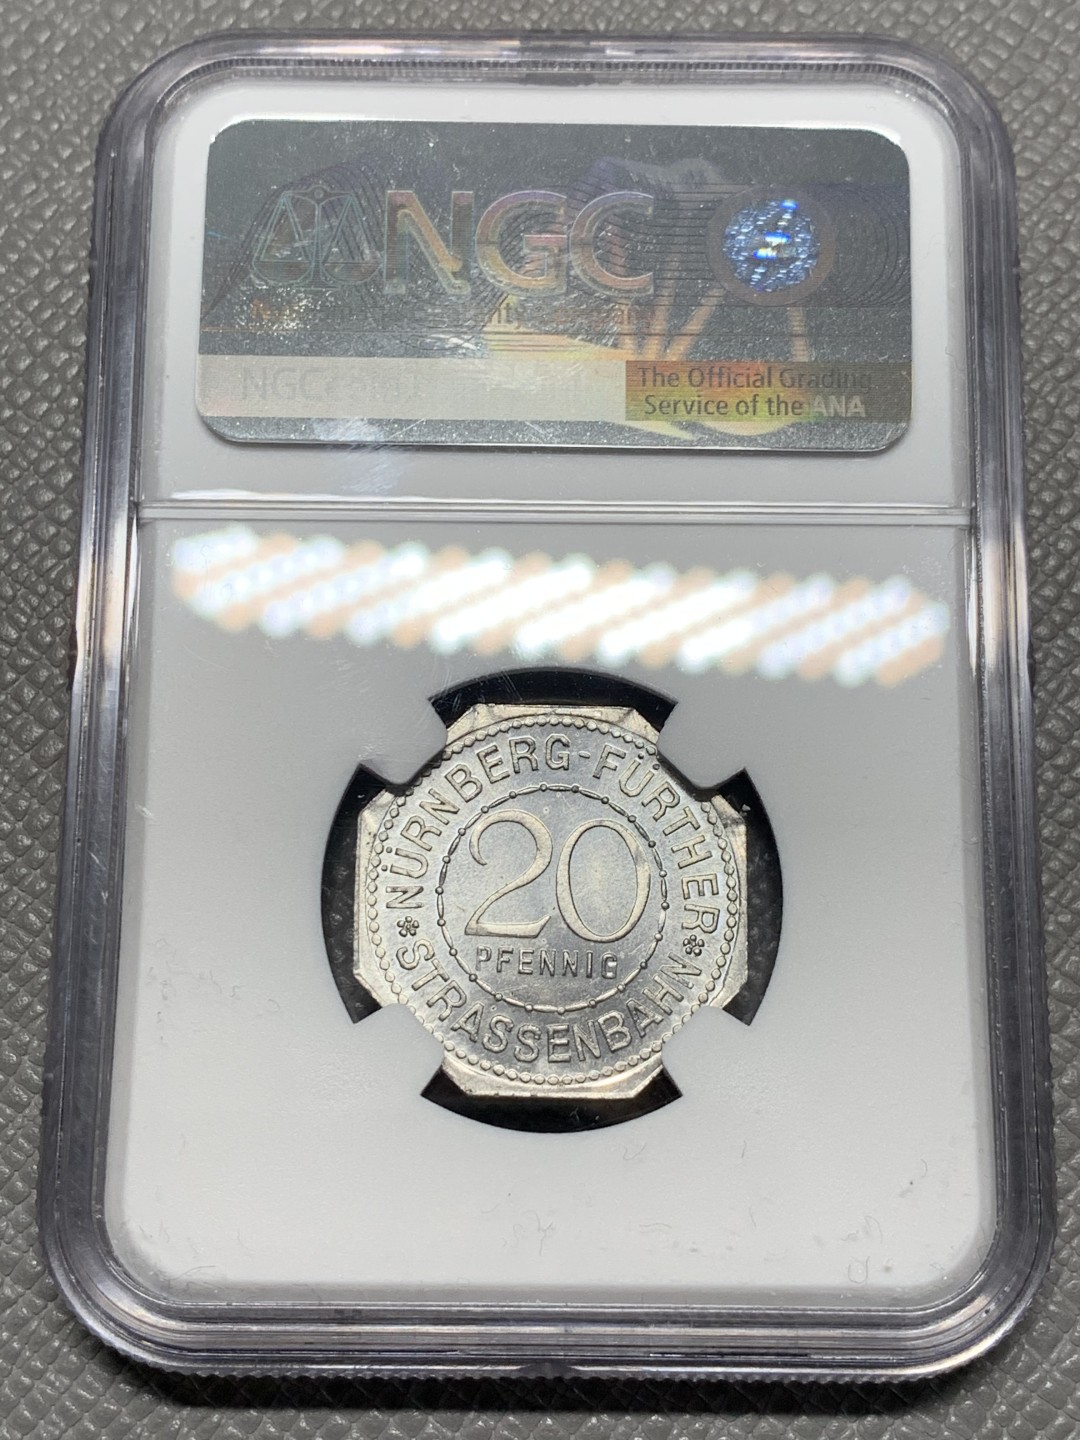 NGC
The Official Grading
Service of the ANA
NÜRNBERG-FÜRTHER
20
PFENNIG
STRASSENBAHN